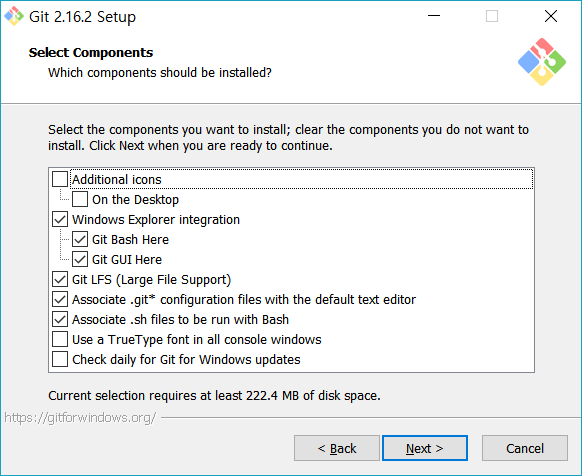 Git 2.16.2 Setup
Select Components
Which components should be installed?
Select the components you want to install; clear the components you do not want to
install. Click Next when you are ready to continue.
Additional icons
On the Desktop
Windows Explorer integration
Git Bash Here
Git GUI Here
Git LFS (Large File Support)
Associate .git* configuration files with the default text editor
Associate .sh files to be run with Bash
Use a TrueType font in all console windows
Check daily for Git for Windows updates
Current selection requires at least 222.4 MB of disk space.
https://gitforwindows.org/
< Back
Next >
Cancel